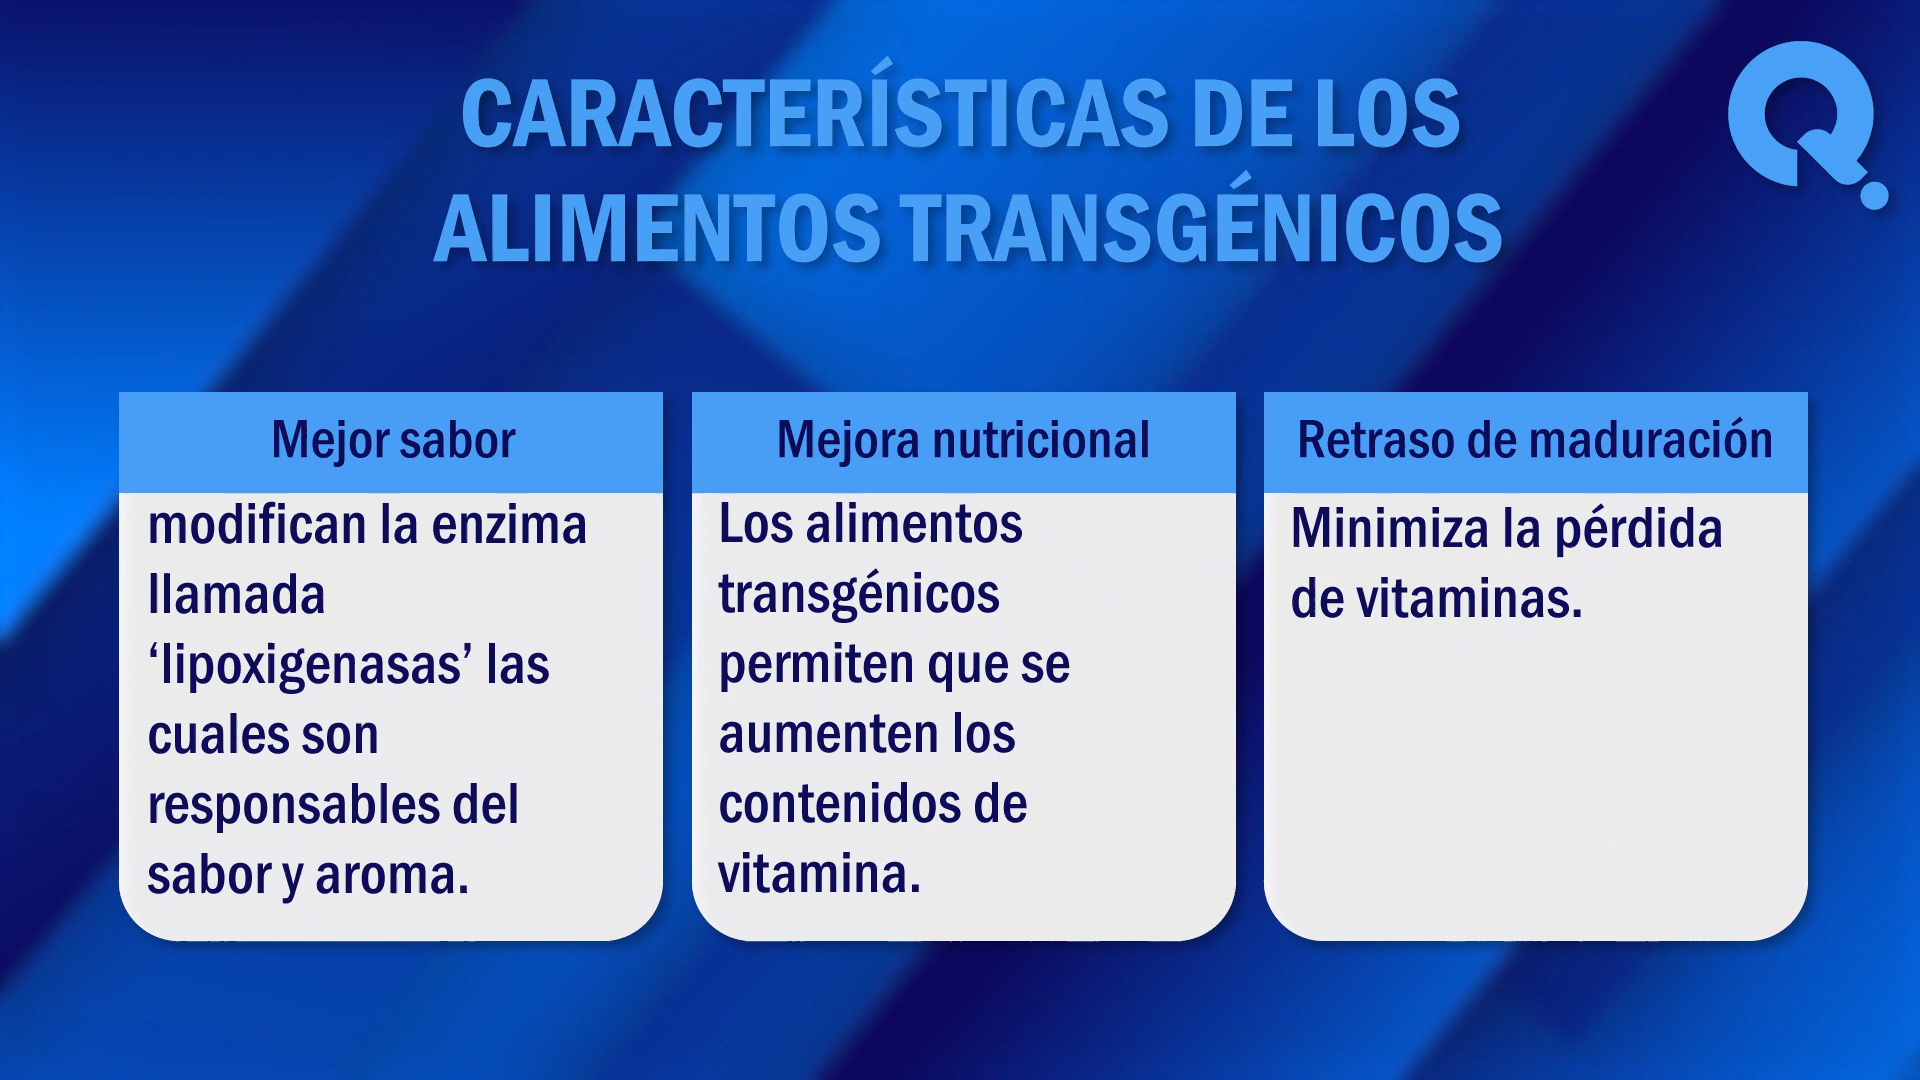 CARACTERÍSTICAS DE LOS
ALIMENTOS TRANSGÉNICOS
Q.
Mejor sabor
modifican la enzima
llamada
‘lipoxigenasas’ las
cuales son
responsables del
sabor y aroma.
Mejora nutricional
Los alimentos
transgénicos
permiten que se
aumenten los
contenidos de
vitamina.
Retraso de maduración
Minimiza la pérdida
de vitaminas.